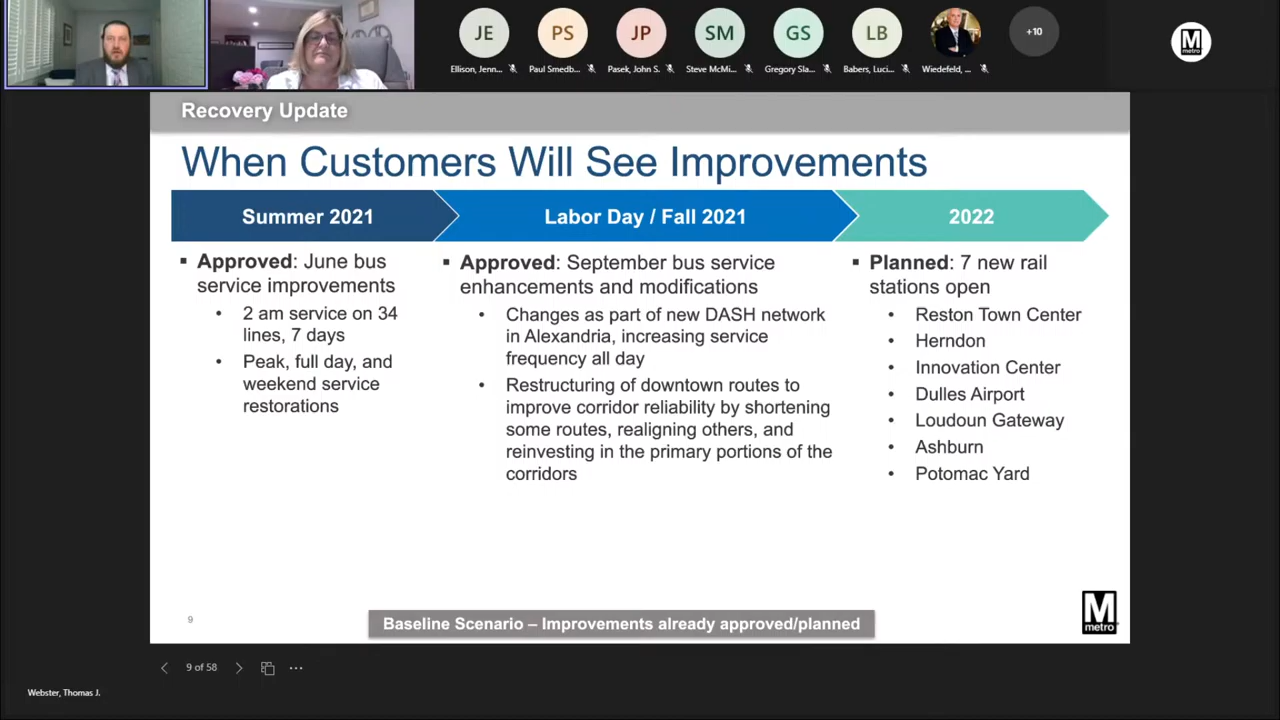 JE
PS
JP
SM
GS
LB
+10
Ellison, Jenn...
Paul Smedb...
Pasek, John S.
Steve McMi...
Gregory Sla...
Babers, Luci...
Wiedefeld, ...
M
metro
Recovery Update
When Customers Will See Improvements
Summer 2021
Labor Day / Fall 2021
2022
▪ Approved: June bus
service improvements
• 2 am service on 34
lines, 7 days
• Peak, full day, and
weekend service
restorations
▪ Approved: September bus service
enhancements and modifications
• Changes as part of new DASH network
in Alexandria, increasing service
frequency all day
• Restructuring of downtown routes to
improve corridor reliability by shortening
some routes, realigning others, and
reinvesting in the primary portions of the
corridors
▪ Planned: 7 new rail
stations open
• Reston Town Center
• Herndon
• Innovation Center
• Dulles Airport
• Loudoun Gateway
• Ashburn
• Potomac Yard
9
Baseline Scenario – Improvements already approved/planned
M
metro
9 of 58
Webster, Thomas J.